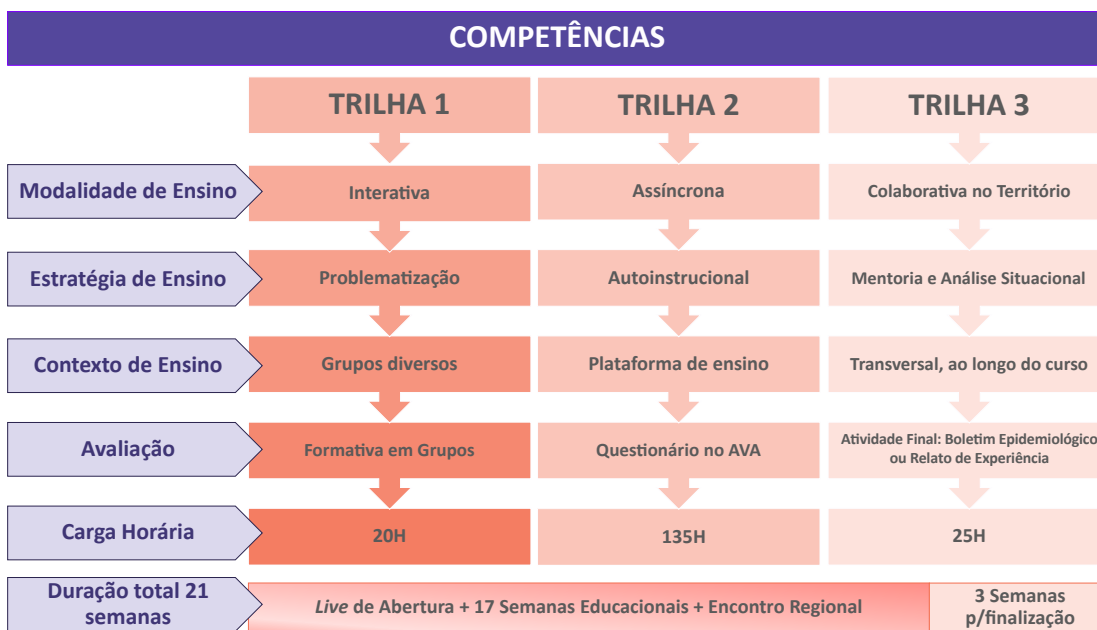 COMPETÊNCIAS
TRILHA 1
TRILHA 2
TRILHA 3
Modalidade de Ensino
Interativa
Assíncrona
Colaborativa no Território
Estratégia de Ensino
Problematização
Autoinstrucional
Mentoria e Análise Situacional
Contexto de Ensino
Grupos diversos
Plataforma de ensino
Transversal, ao longo do curso
Avaliação
Formativa em Grupos
Questionário no AVA
Atividade Final: Boletim Epidemiológico
ou Relato de Experiência
Carga Horária
20H
135H
25H
Duração total 21
semanas
Live de Abertura + 17 Semanas Educacionais + Encontro Regional
3 Semanas
p/finalização